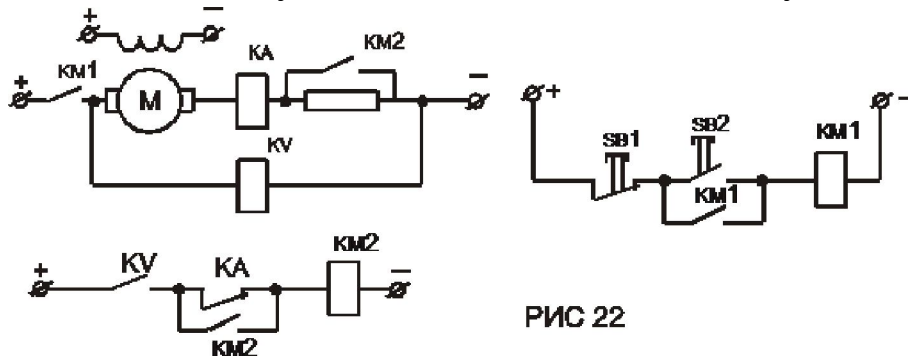 + −
KA
KM2
+ KM1
M
−
KV
+
−
SB1
SB2
KM1
KM1
+
KV
KA
KM2
−
KM2
РИС 22